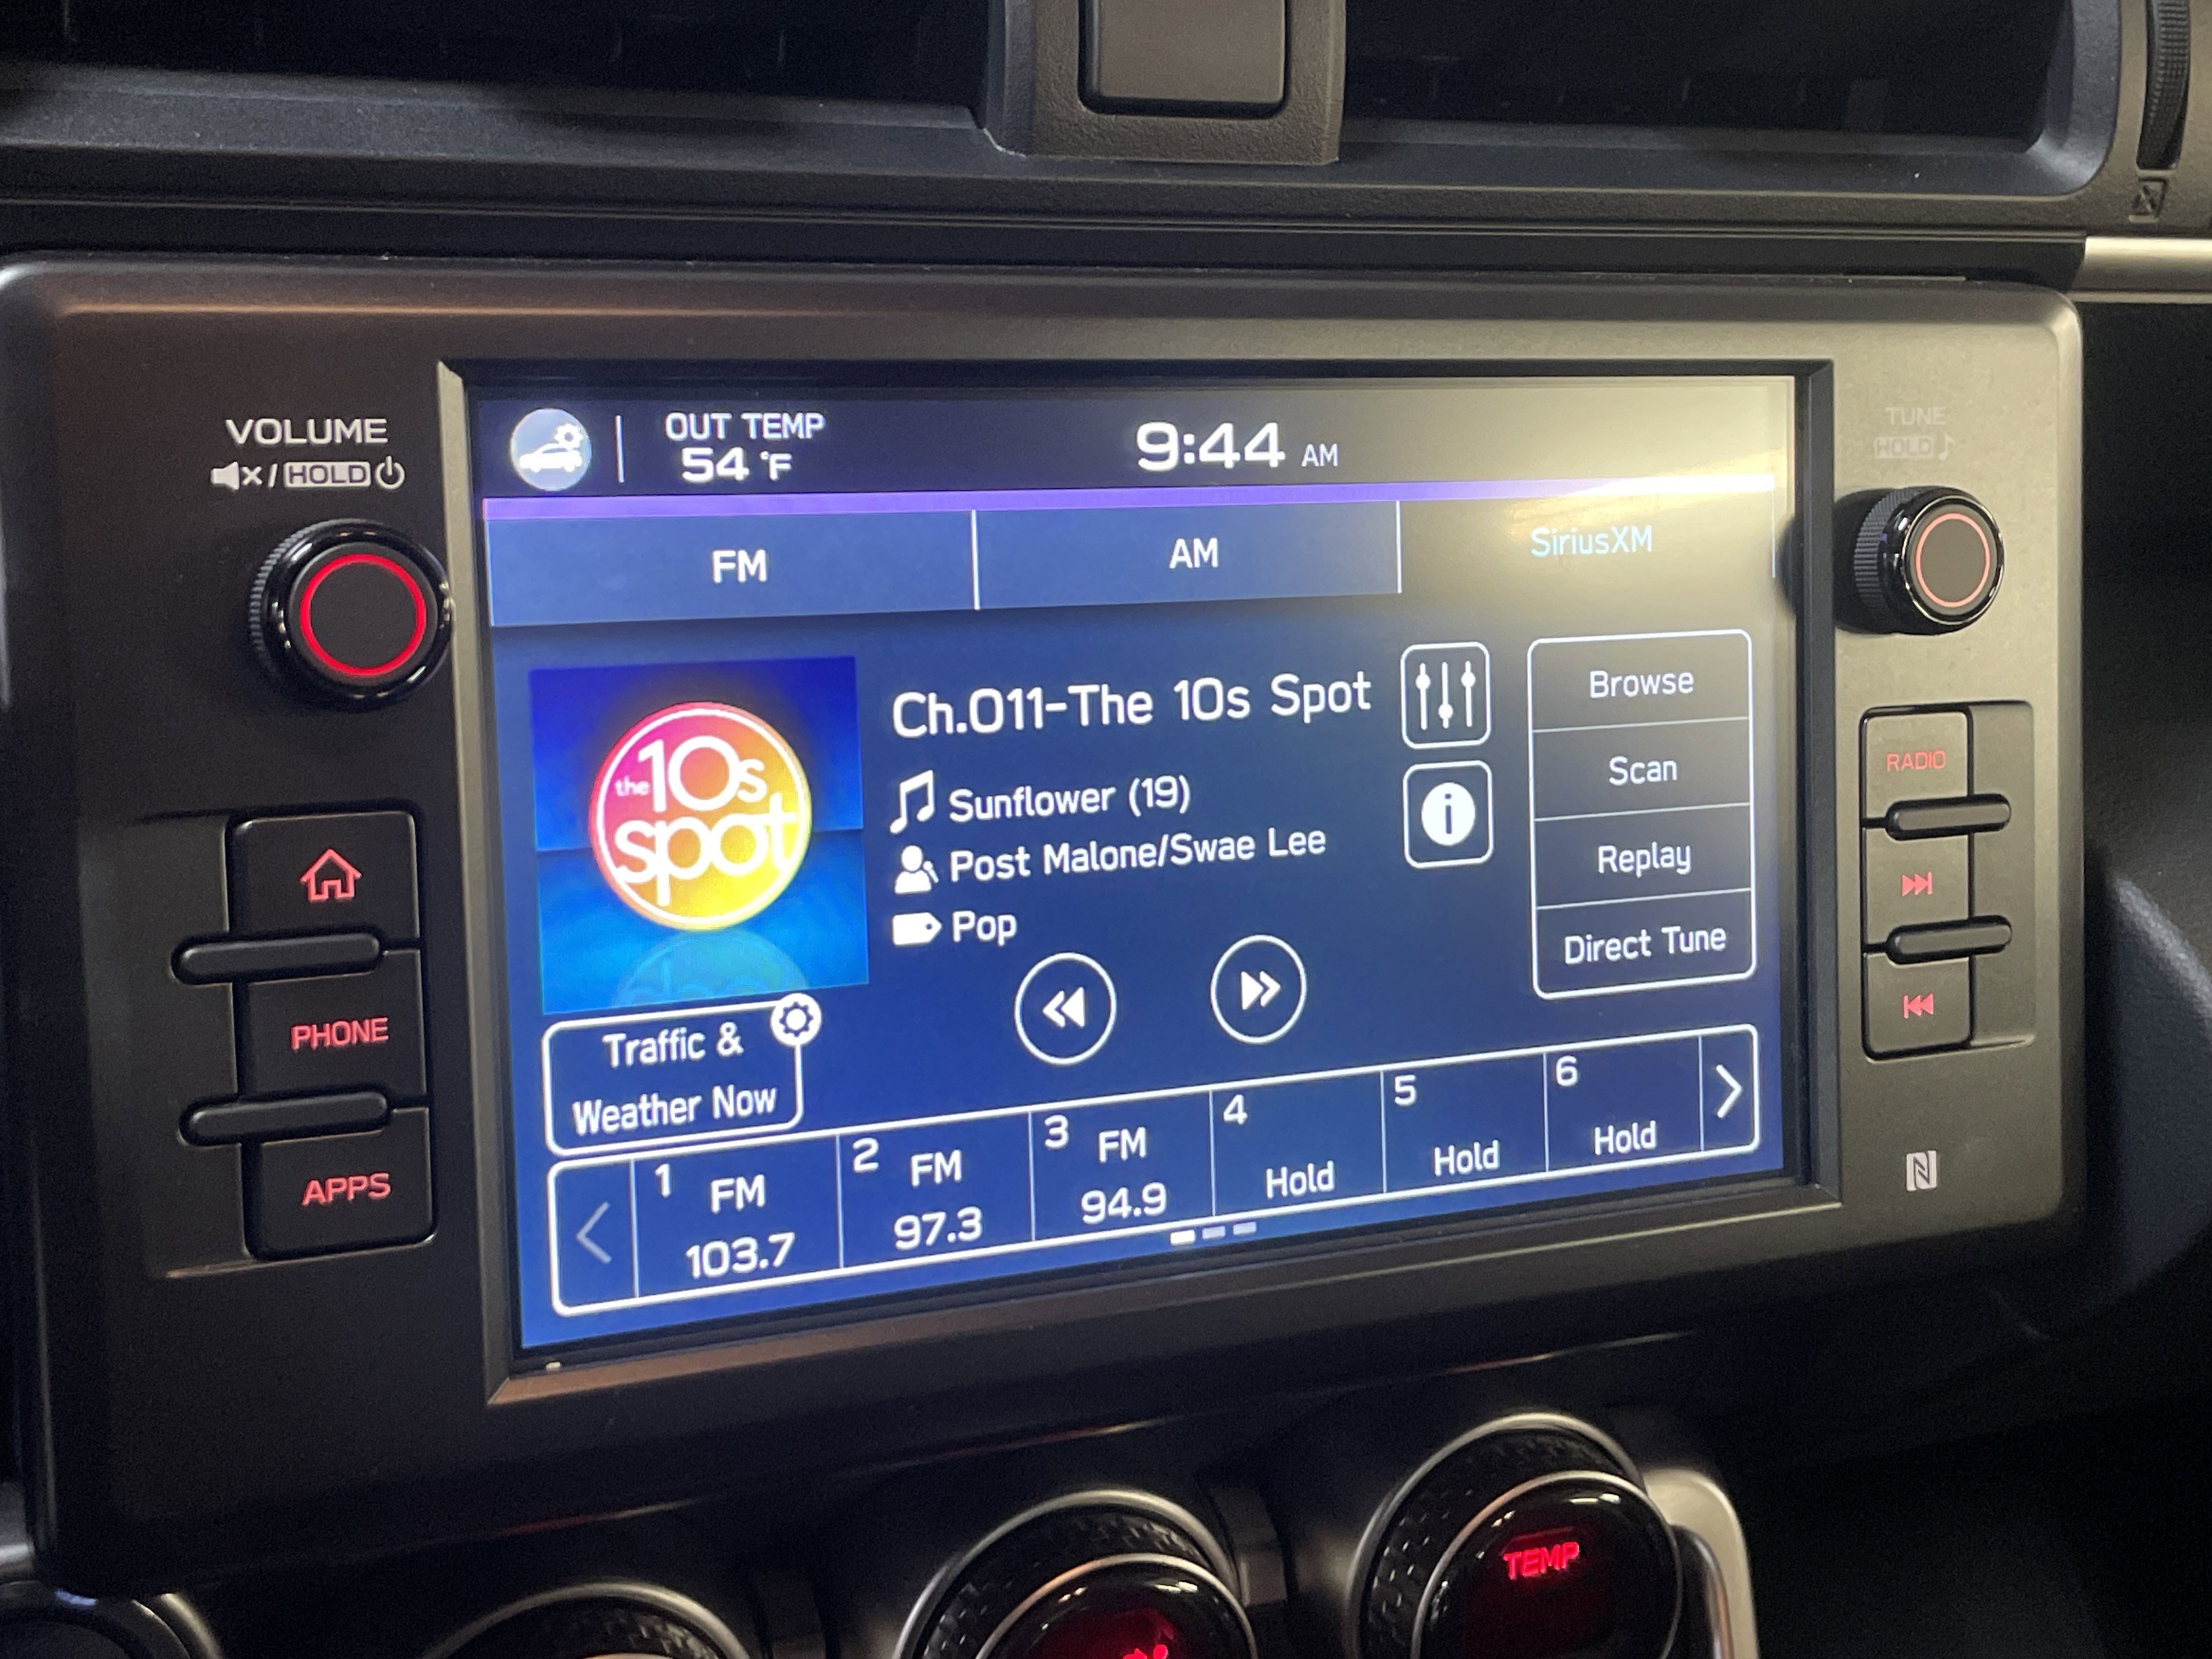 VOLUME
HOLD
TUNE
HOLD
OUT TEMP
54 °F
9:44 AM
FM
AM
SiriusXM
the 10s
spot
Ch.011-The 10s Spot
Sunflower (19)
Post Malone/Swae Lee
Pop
Browse
Scan
Replay
Direct Tune
Traffic &
Weather Now
1 FM
103.7
2 FM
97.3
3 FM
94.9
4
Hold
5
Hold
6
Hold
PHONE
APPS
RADIO
TEMP